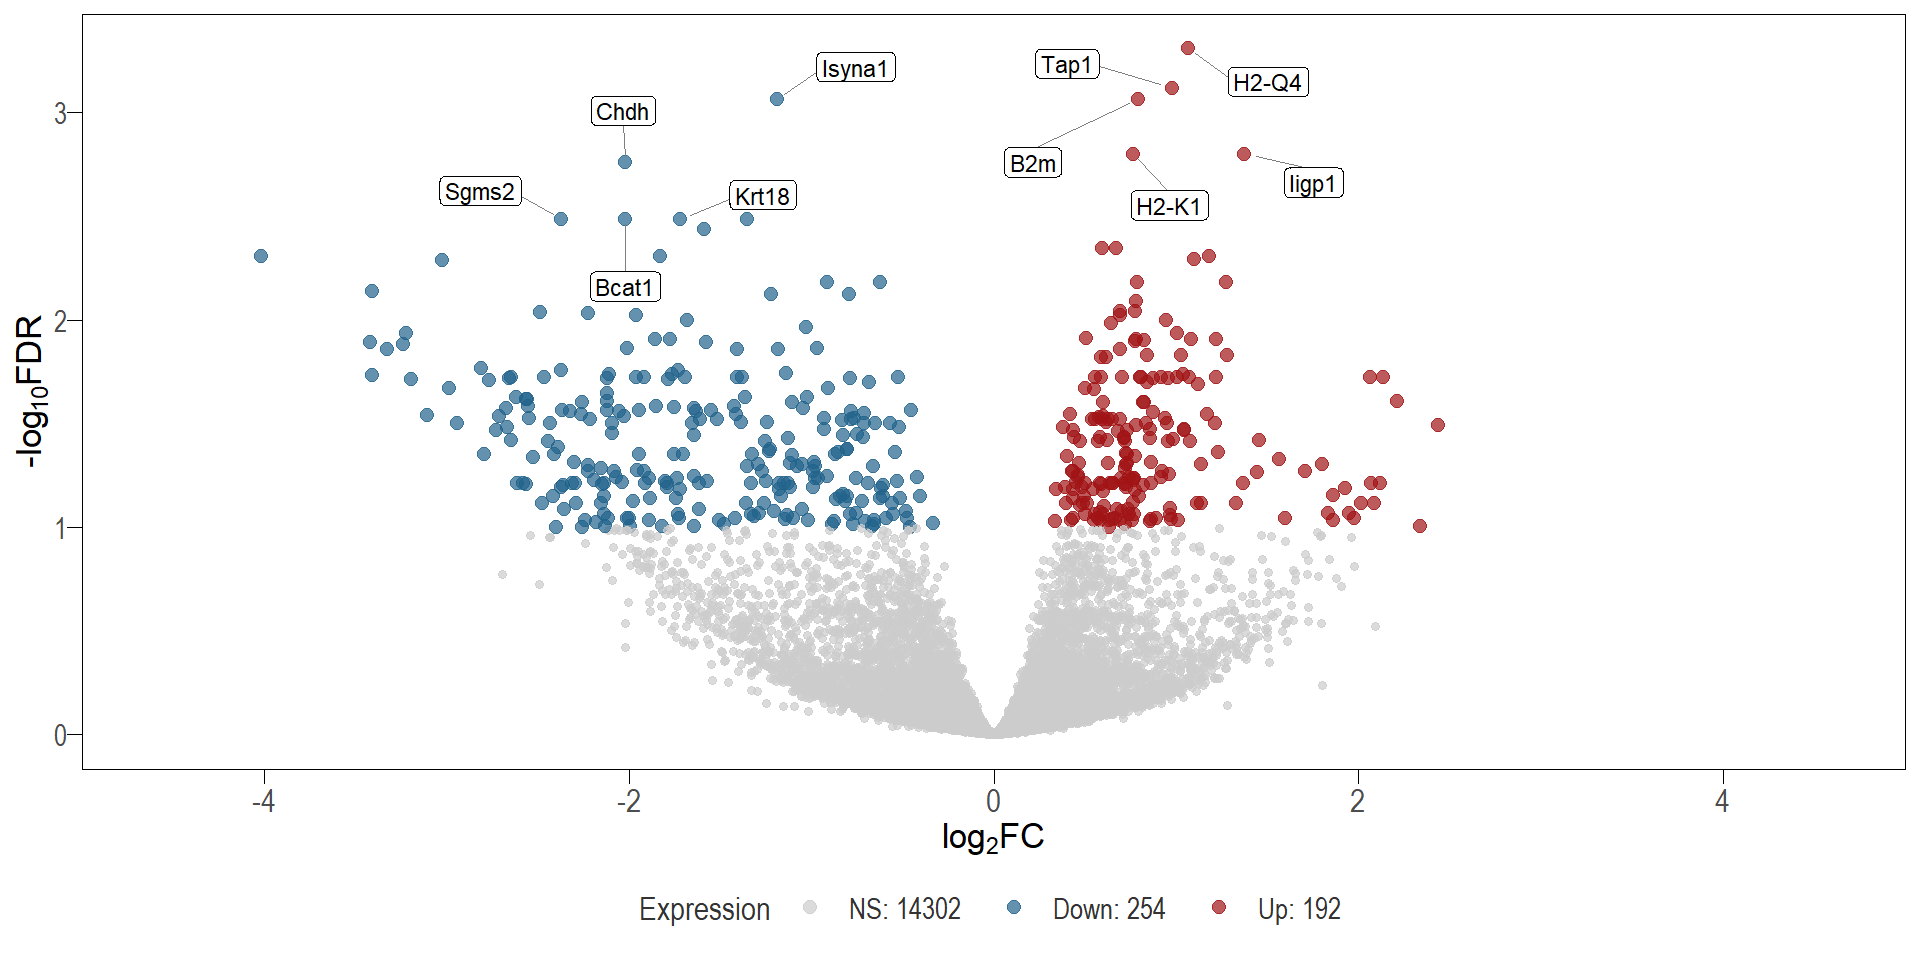 Isyna1
Tap1
H2-Q4
Chdh
B2m
Iigp1
Sgms2
Krt18
H2-K1
Bcat1
3
2
1
0
-log10FDR
-4
-2
0
2
4
log2FC
Expression
NS: 14302
Down: 254
Up: 192